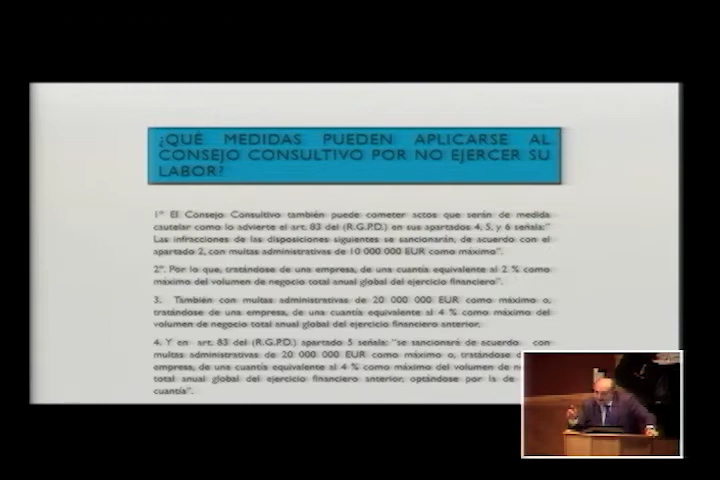 ¿QUÉ MEDIDAS PUEDEN APLICARSE AL
CONSEJO CONSULTIVO POR NO EJERCER SU
LABOR?
1º El Consejo Consultivo también puede cometer actos que serán de medida
cautelar como lo advierte el art. 83 del (R.G.P.D.) en sus apartados 4, 5, y 6 señala:"
Las infracciones de las disposiciones siguientes se sancionarán, de acuerdo con el
apartado 2, con multas administrativas de 10 000 000 EUR como máximo".
2º. Por lo que, tratándose de una empresa, de una cuantía equivalente al 2 % como
máximo del volumen de negocio total anual global del ejercicio financiero".
3. También con multas administrativas de 20 000 000 EUR como máximo o,
tratándose de una empresa, de una cuantía equivalente al 4 % como máximo del
volumen de negocio total anual global del ejercicio financiero anterior.
4. Y en art. 83 del (R.G.P.D.) apartado 5 señala: "se sancionará de acuerdo con
multas administrativas de 20 000 000 EUR como máximo o, tratándose
empresa, de una cuantía equivalente al 4 % como máximo del volumen de
total anual global del ejercicio financiero anterior, optándose por la de
cuantía".